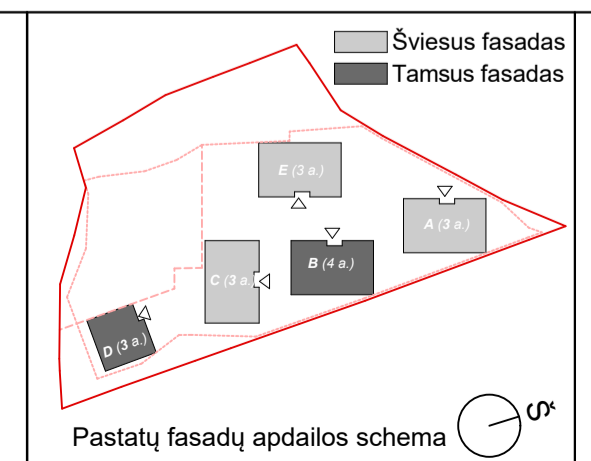 Šviesus fasadas
Tamsus fasadas
E (3 a.)
A (3 a.)
B (4 a.)
C (3 a.)
D (3 a.)
Pastatų fasadų apdailos schema
Š